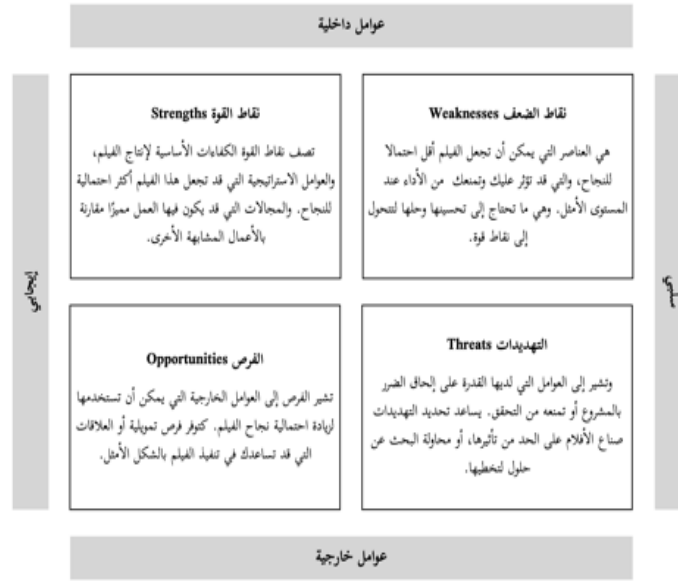 عوامل داخلية
نقاط الضعف Weaknesses
هي العناصر التي يمكن أن تجعل الفيلم أقل احتمالا
للنجاح، والتي قد تؤثر عليك وتمنعك من الأداء عند
المستوى الأمثل. وهي ما تحتاج إلى تحسينها وحلها لتتحول
إلى نقاط قوة.
نقاط القوة Strengths
تصف نقاط القوة الكفاءات الأساسية لإنتاج الفيلم،
والعوامل الاستراتيجية التي قد تجعل هذا الفيلم أكثر احتمالية
للنجاح. والمجالات التي قد يكون فيها العمل مميزًا مقارنة
بالأعمال المشابهة الأخرى.
سلبي
إيجابي
التهديدات Threats
وتشير إلى العوامل التي لديها القدرة على إلحاق الضرر
بالمشروع أو تمنعه من التحقق. يساعد تحديد التهديدات
صناع الأفلام على الحد من تأثيرها، أو محاولة البحث عن
حلول لتخطيها.
الفرص Opportunities
تشير الفرص إلى العوامل الخارجية التي يمكن أن تستخدمها
لزيادة احتمالية نجاح الفيلم. كتوفر فرص تمويلية أو العلاقات
التي قد تساعدك في تنفيذ الفيلم بالشكل الأمثل.
عوامل خارجية